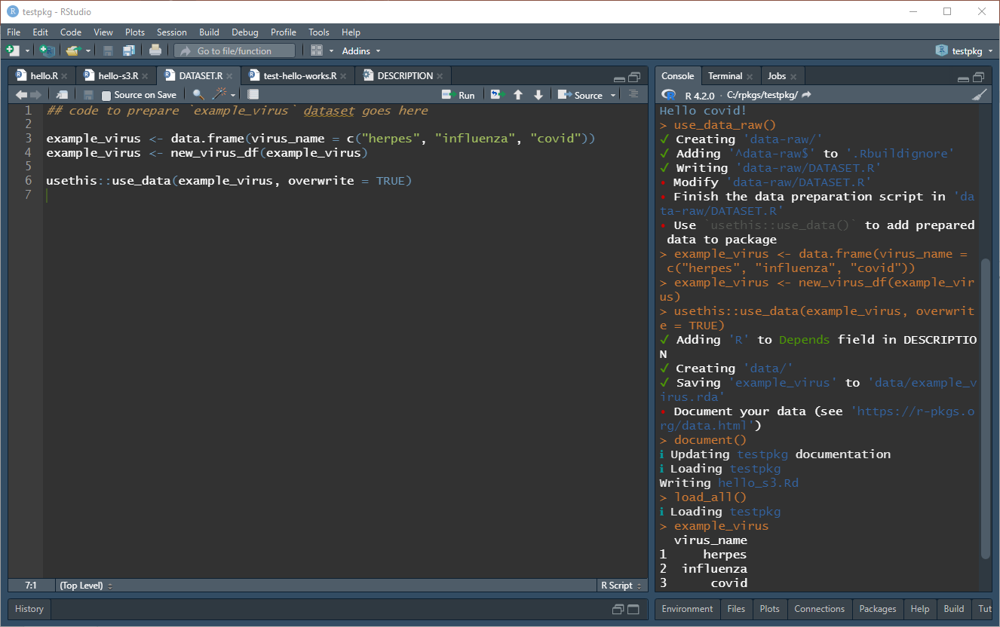 testpkg - RStudio
File Edit Code View Plots Session Build Debug Profile Tools Help
Go to file/function Addins testpkg
hello.R hello-s3.R DATASET.R test-hello-works.R DESCRIPTION
Source on Save Run Source
1 ## code to prepare `example_virus` dataset goes here
2
3 example_virus <- data.frame(virus_name = c("herpes", "influenza", "covid"))
4 example_virus <- new_virus_df(example_virus)
5
6 usethis::use_data(example_virus, overwrite = TRUE)
7
7:1 (Top Level) R Script
History
Console Terminal Jobs
R 4.2.0 · C:/rpkgs/testpkg/
Hello covid!
> use_data_raw()
✓ Creating 'data-raw/'
✓ Adding '^data-raw$' to '.Rbuildignore'
✓ Writing 'data-raw/DATASET.R'
• Modify 'data-raw/DATASET.R'
• Finish the data preparation script in 'da
ta-raw/DATASET.R'
• Use `usethis::use_data()` to add prepared
data to package
> example_virus <- data.frame(virus_name =
c("herpes", "influenza", "covid"))
> example_virus <- new_virus_df(example_vir
us)
> usethis::use_data(example_virus, overwrit
e = TRUE)
✓ Adding 'R' to Depends field in DESCRIPTIO
N
✓ Creating 'data/'
✓ Saving 'example_virus' to 'data/example_v
irus.rda'
• Document your data (see 'https://r-pkgs.o
rg/data.html')
> document()
i Updating testpkg documentation
i Loading testpkg
Writing hello_s3.Rd
> load_all()
i Loading testpkg
> example_virus
virus_name
1 herpes
2 influenza
3 covid
Environment Files Plots Connections Packages Help Build Tut